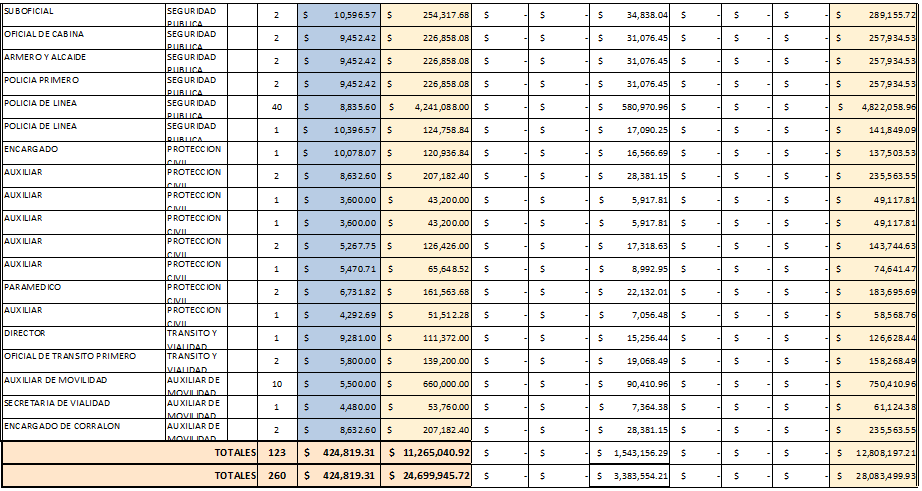 SUBOFICIAL SEGURIDAD PUBLICA 2 $ 10,596.57 $ 254,317.68 $ - $ - $ 34,838.04 $ - $ - $ - $ 289,155.72
OFICIAL DE CABINA SEGURIDAD PUBLICA 2 $ 9,452.42 $ 226,858.08 $ - $ - $ 31,076.45 $ - $ - $ - $ 257,934.53
ARMERO Y ALCAIDE SEGURIDAD PUBLICA 2 $ 9,452.42 $ 226,858.08 $ - $ - $ 31,076.45 $ - $ - $ - $ 257,934.53
POLICIA PRIMERO SEGURIDAD PUBLICA 2 $ 9,452.42 $ 226,858.08 $ - $ - $ 31,076.45 $ - $ - $ - $ 257,934.53
POLICIA DE LINEA SEGURIDAD PUBLICA 40 $ 8,835.60 $ 4,241,088.00 $ - $ - $ 580,970.96 $ - $ - $ - $ 4,822,058.96
POLICIA DE LINEA SEGURIDAD PUBLICA 1 $ 10,396.57 $ 124,758.84 $ - $ - $ 17,090.25 $ - $ - $ - $ 141,849.09
ENCARGADO PROTECCION CIVIL 1 $ 10,078.07 $ 120,936.84 $ - $ - $ 16,566.69 $ - $ - $ - $ 137,503.53
AUXILIAR PROTECCION CIVIL 2 $ 8,632.60 $ 207,182.40 $ - $ - $ 28,381.15 $ - $ - $ - $ 235,563.55
AUXILIAR PROTECCION CIVIL 1 $ 3,600.00 $ 43,200.00 $ - $ - $ 5,917.81 $ - $ - $ - $ 49,117.81
AUXILIAR PROTECCION CIVIL 1 $ 3,600.00 $ 43,200.00 $ - $ - $ 5,917.81 $ - $ - $ - $ 49,117.81
AUXILIAR PROTECCION CIVIL 2 $ 5,267.75 $ 126,426.00 $ - $ - $ 17,318.63 $ - $ - $ - $ 143,744.63
AUXILIAR PROTECCION CIVIL 1 $ 5,470.71 $ 65,648.52 $ - $ - $ 8,992.95 $ - $ - $ - $ 74,641.47
PARAMEDICO PROTECCION CIVIL 2 $ 6,731.82 $ 161,563.68 $ - $ - $ 22,132.01 $ - $ - $ - $ 183,695.69
AUXILIAR PROTECCION CIVIL 1 $ 4,292.69 $ 51,512.28 $ - $ - $ 7,056.48 $ - $ - $ - $ 58,568.76
DIRECTOR TRANSITO Y VIALIDAD 1 $ 9,281.00 $ 111,372.00 $ - $ - $ 15,256.44 $ - $ - $ - $ 126,628.44
OFICIAL DE TRANSITO PRIMERO TRANSITO Y VIALIDAD 2 $ 5,800.00 $ 139,200.00 $ - $ - $ 19,068.49 $ - $ - $ - $ 158,268.49
AUXILIAR DE MOVILIDAD AUXILIAR DE MOVILIDAD 10 $ 5,500.00 $ 660,000.00 $ - $ - $ 90,410.96 $ - $ - $ - $ 750,410.96
SECRETARIA DE VIALIDAD AUXILIAR DE MOVILIDAD 1 $ 4,480.00 $ 53,760.00 $ - $ - $ 7,364.38 $ - $ - $ - $ 61,124.38
ENCARGADO DE CORRALON AUXILIAR DE MOVILIDAD 2 $ 8,632.60 $ 207,182.40 $ - $ - $ 28,381.15 $ - $ - $ - $ 235,563.55
TOTALES 123 $ 424,819.31 $ 11,265,040.92 $ - $ - $ 1,543,156.29 $ - $ - $ - $ 12,808,197.21
TOTALES 260 $ 424,819.31 $ 24,699,945.72 $ - $ - $ 3,383,554.21 $ - $ - $ - $ 28,083,499.93